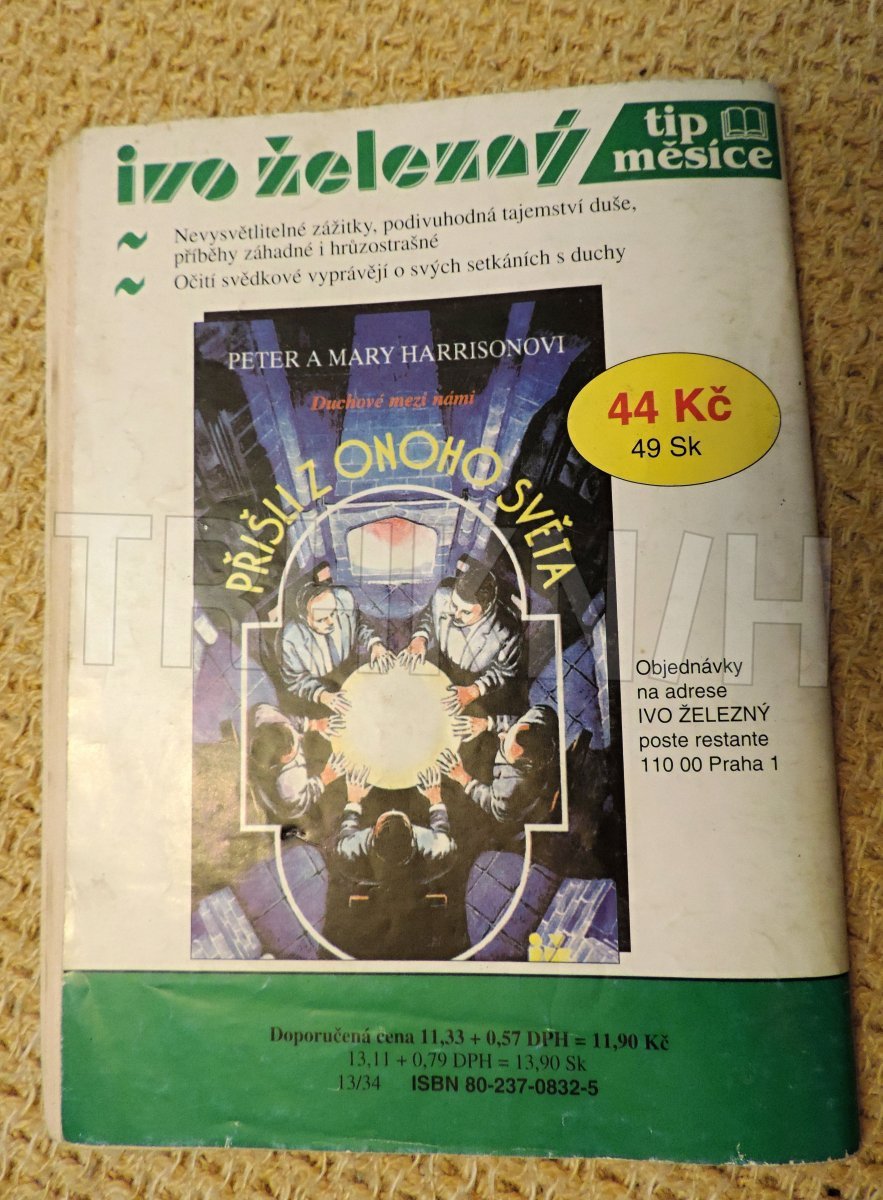 ivo železný
tip
měsíce
Nevysvětlitelné zážitky, podivuhodná tajemství duše,
příběhy záhadné i hrůzostrašné
Očití svědkové vyprávějí o svých setkáních s duchy
PETER A MARY HARRISONOVI
Duchové mezi námi
PŘIŠLI Z ONOHO SVĚTA
44 Kč
49 Sk
Objednávky
na adrese
IVO ŽELEZNÝ
poste restante
110 00 Praha 1
iž
Doporučená cena 11,33 + 0,57 DPH = 11,90 Kč
13,11 + 0,79 DPH = 13,90 Sk
13/34 ISBN 80-237-0832-5